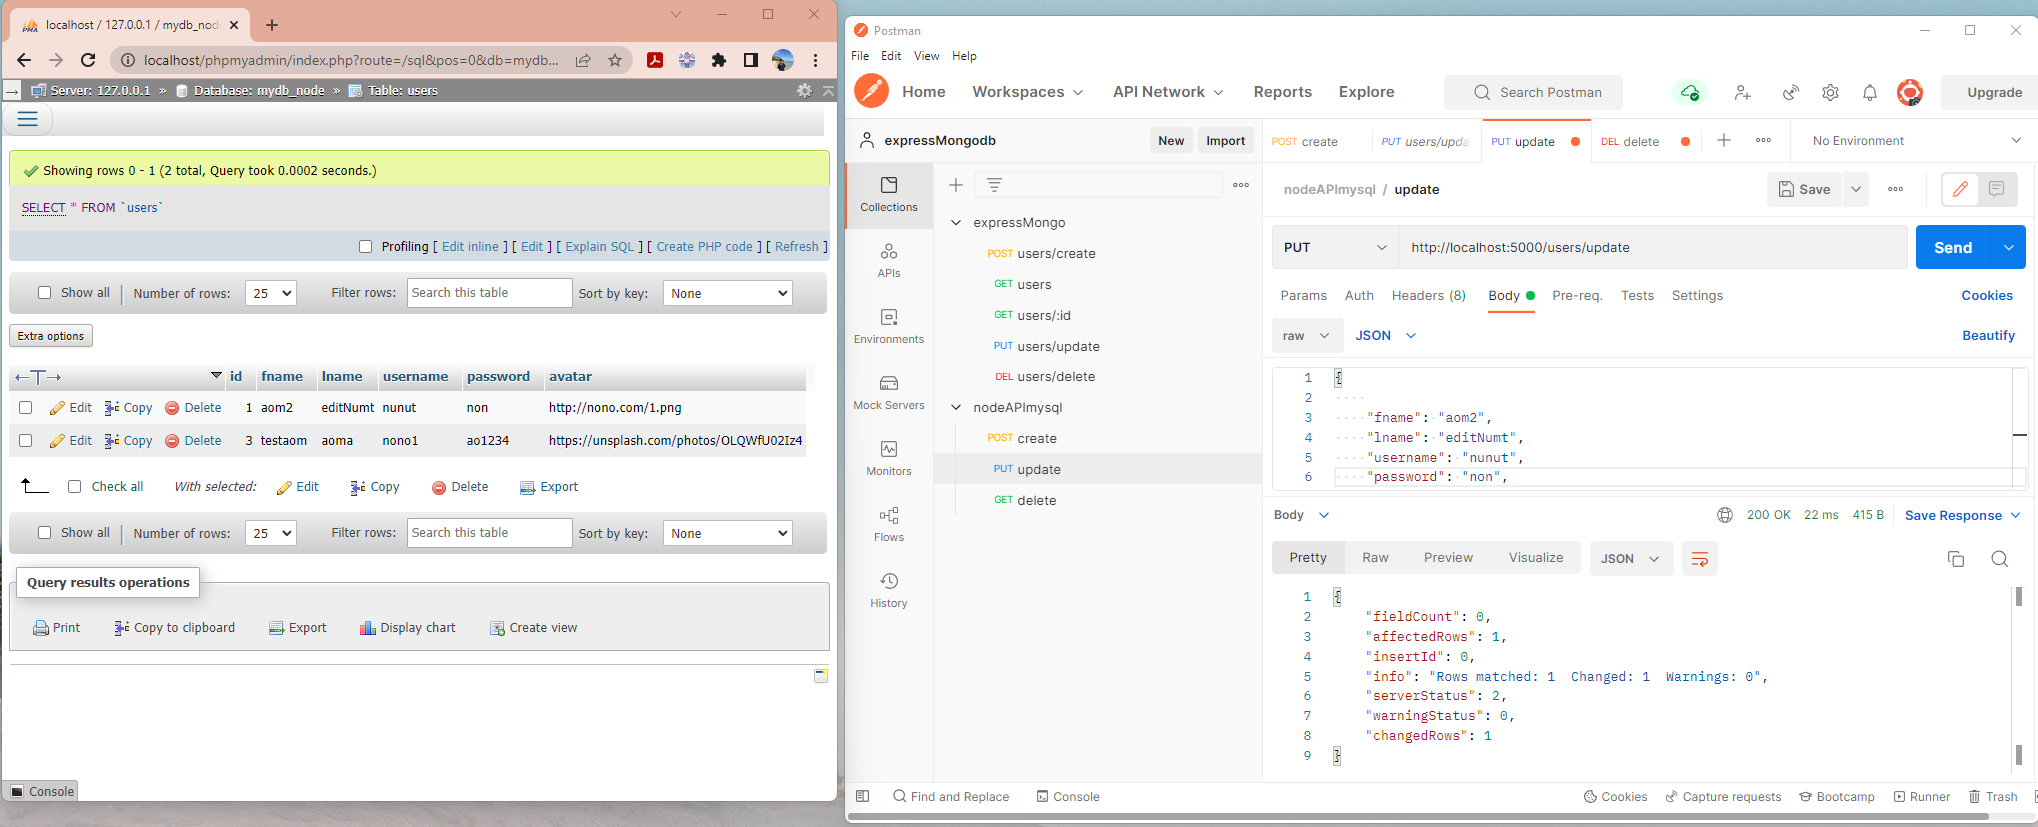 localhost / 127.0.0.1 / mydb_node
localhost/phpmyadmin/index.php?route=/sql&pos=0&db=mydb...
Server: 127.0.0.1 » Database: mydb_node » Table: users
Showing rows 0 - 1 (2 total, Query took 0.0002 seconds.)
SELECT * FROM `users`
Profiling [ Edit inline ] [ Edit ] [ Explain SQL ] [ Create PHP code ] [ Refresh ]
Show all Number of rows: 25 Filter rows: Search this table Sort by key: None
Extra options
id fname lname username password avatar
Edit Copy Delete 1 aom2 editNumt nunut non http://nono.com/1.png
Edit Copy Delete 3 testaom aoma nono1 ao1234 https://unsplash.com/photos/OLQWfU02Iz4
Check all With selected: Edit Copy Delete Export
Show all Number of rows: 25 Filter rows: Search this table Sort by key: None
Query results operations
Print Copy to clipboard Export Display chart Create view
Console
Postman
File Edit View Help
Home Workspaces API Network Reports Explore Search Postman Upgrade
expressMongodb New Import
Collections
APIs
Environments
Mock Servers
Monitors
Flows
History
expressMongo
POST users/create
GET users
GET users/:id
PUT users/update
DEL users/delete
nodeAPImysql
POST create
PUT update
GET delete
POST create PUT users/upda PUT update DEL delete No Environment
nodeAPImysql / update Save
PUT http://localhost:5000/users/update Send
Params Auth Headers (8) Body Pre-req. Tests Settings Cookies
raw JSON Beautify
1 {
2
3 "fname": "aom2",
4 "lname": "editNumt",
5 "username": "nunut",
6 "password": "non",
Body 200 OK 22 ms 415 B Save Response
Pretty Raw Preview Visualize JSON
1 {
2 "fieldCount": 0,
3 "affectedRows": 1,
4 "insertId": 0,
5 "info": "Rows matched: 1  Changed: 1  Warnings: 0",
6 "serverStatus": 2,
7 "warningStatus": 0,
8 "changedRows": 1
9 }
Find and Replace Console Cookies Capture requests Bootcamp Runner Trash